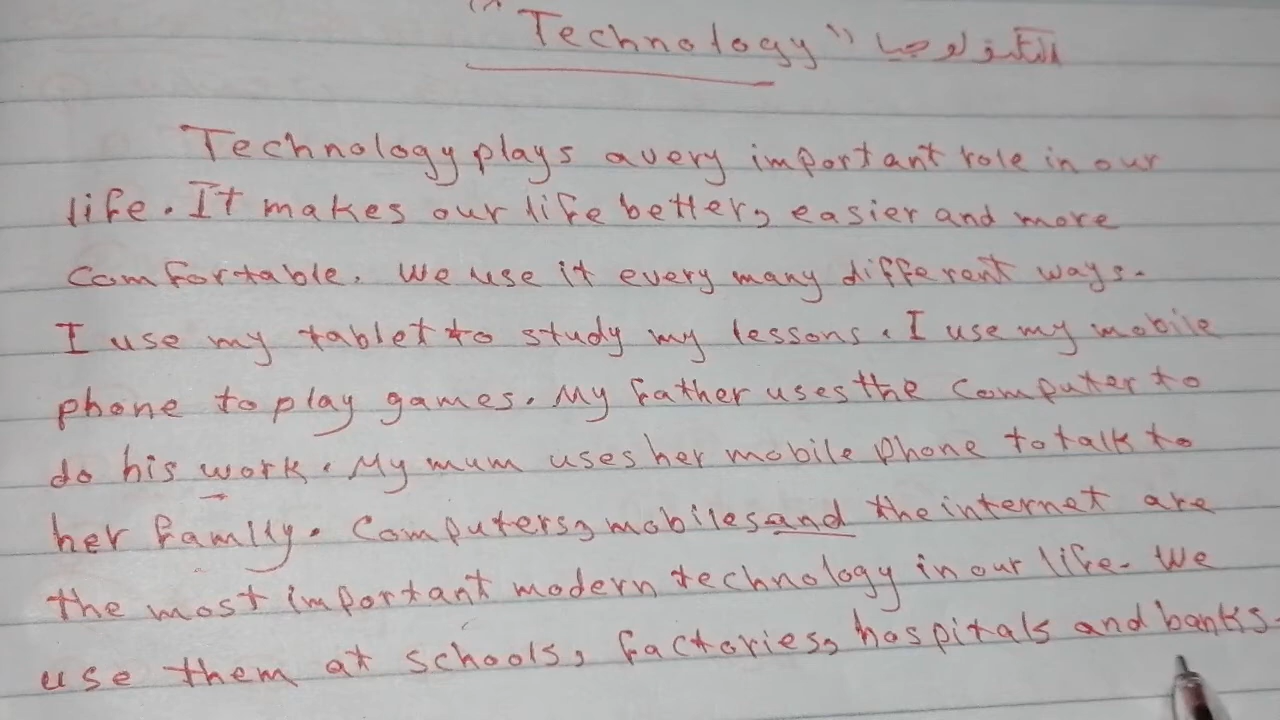 "Technology" التكنولوجيا
Technology plays a very important role in our
life. It makes our life better, easier and more
comfortable. We use it every many different ways.
I use my tablet to study my lessons. I use my mobile
phone to play games. My father uses the computer to
do his work. My mum uses her mobile phone to talk to
her family. Computers, mobiles and the internet are
the most important modern technology in our life. We
use them at schools, factories, hospitals and banks.